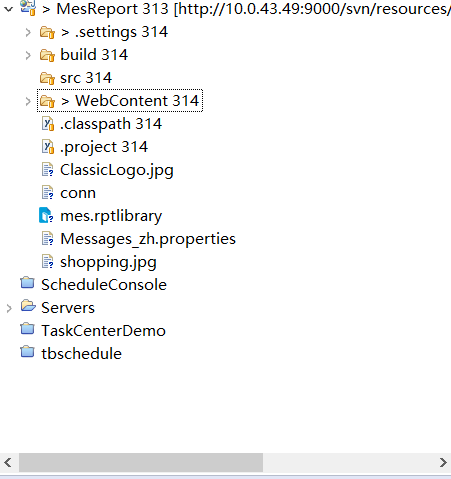 > MesReport 313 [http://10.0.43.49:9000/svn/resources/
> .settings 314
build 314
src 314
> WebContent 314
.classpath 314
.project 314
ClassicLogo.jpg
conn
mes.rptlibrary
Messages_zh.properties
shopping.jpg
ScheduleConsole
Servers
TaskCenterDemo
tbschedule